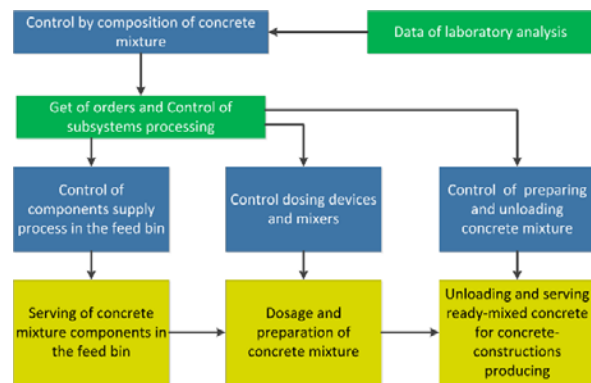 Control by composition of concrete
mixture
Data of laboratory analysis
Get of orders and Control of
subsystems processing
Control of
components supply
process in the feed bin
Control dosing devices
and mixers
Control of preparing
and unloading
concrete mixture
Serving of concrete
mixture components in
the feed bin
Dosage and
preparation of
concrete mixture
Unloading and serving
ready-mixed concrete
for concrete-
constructions
producing